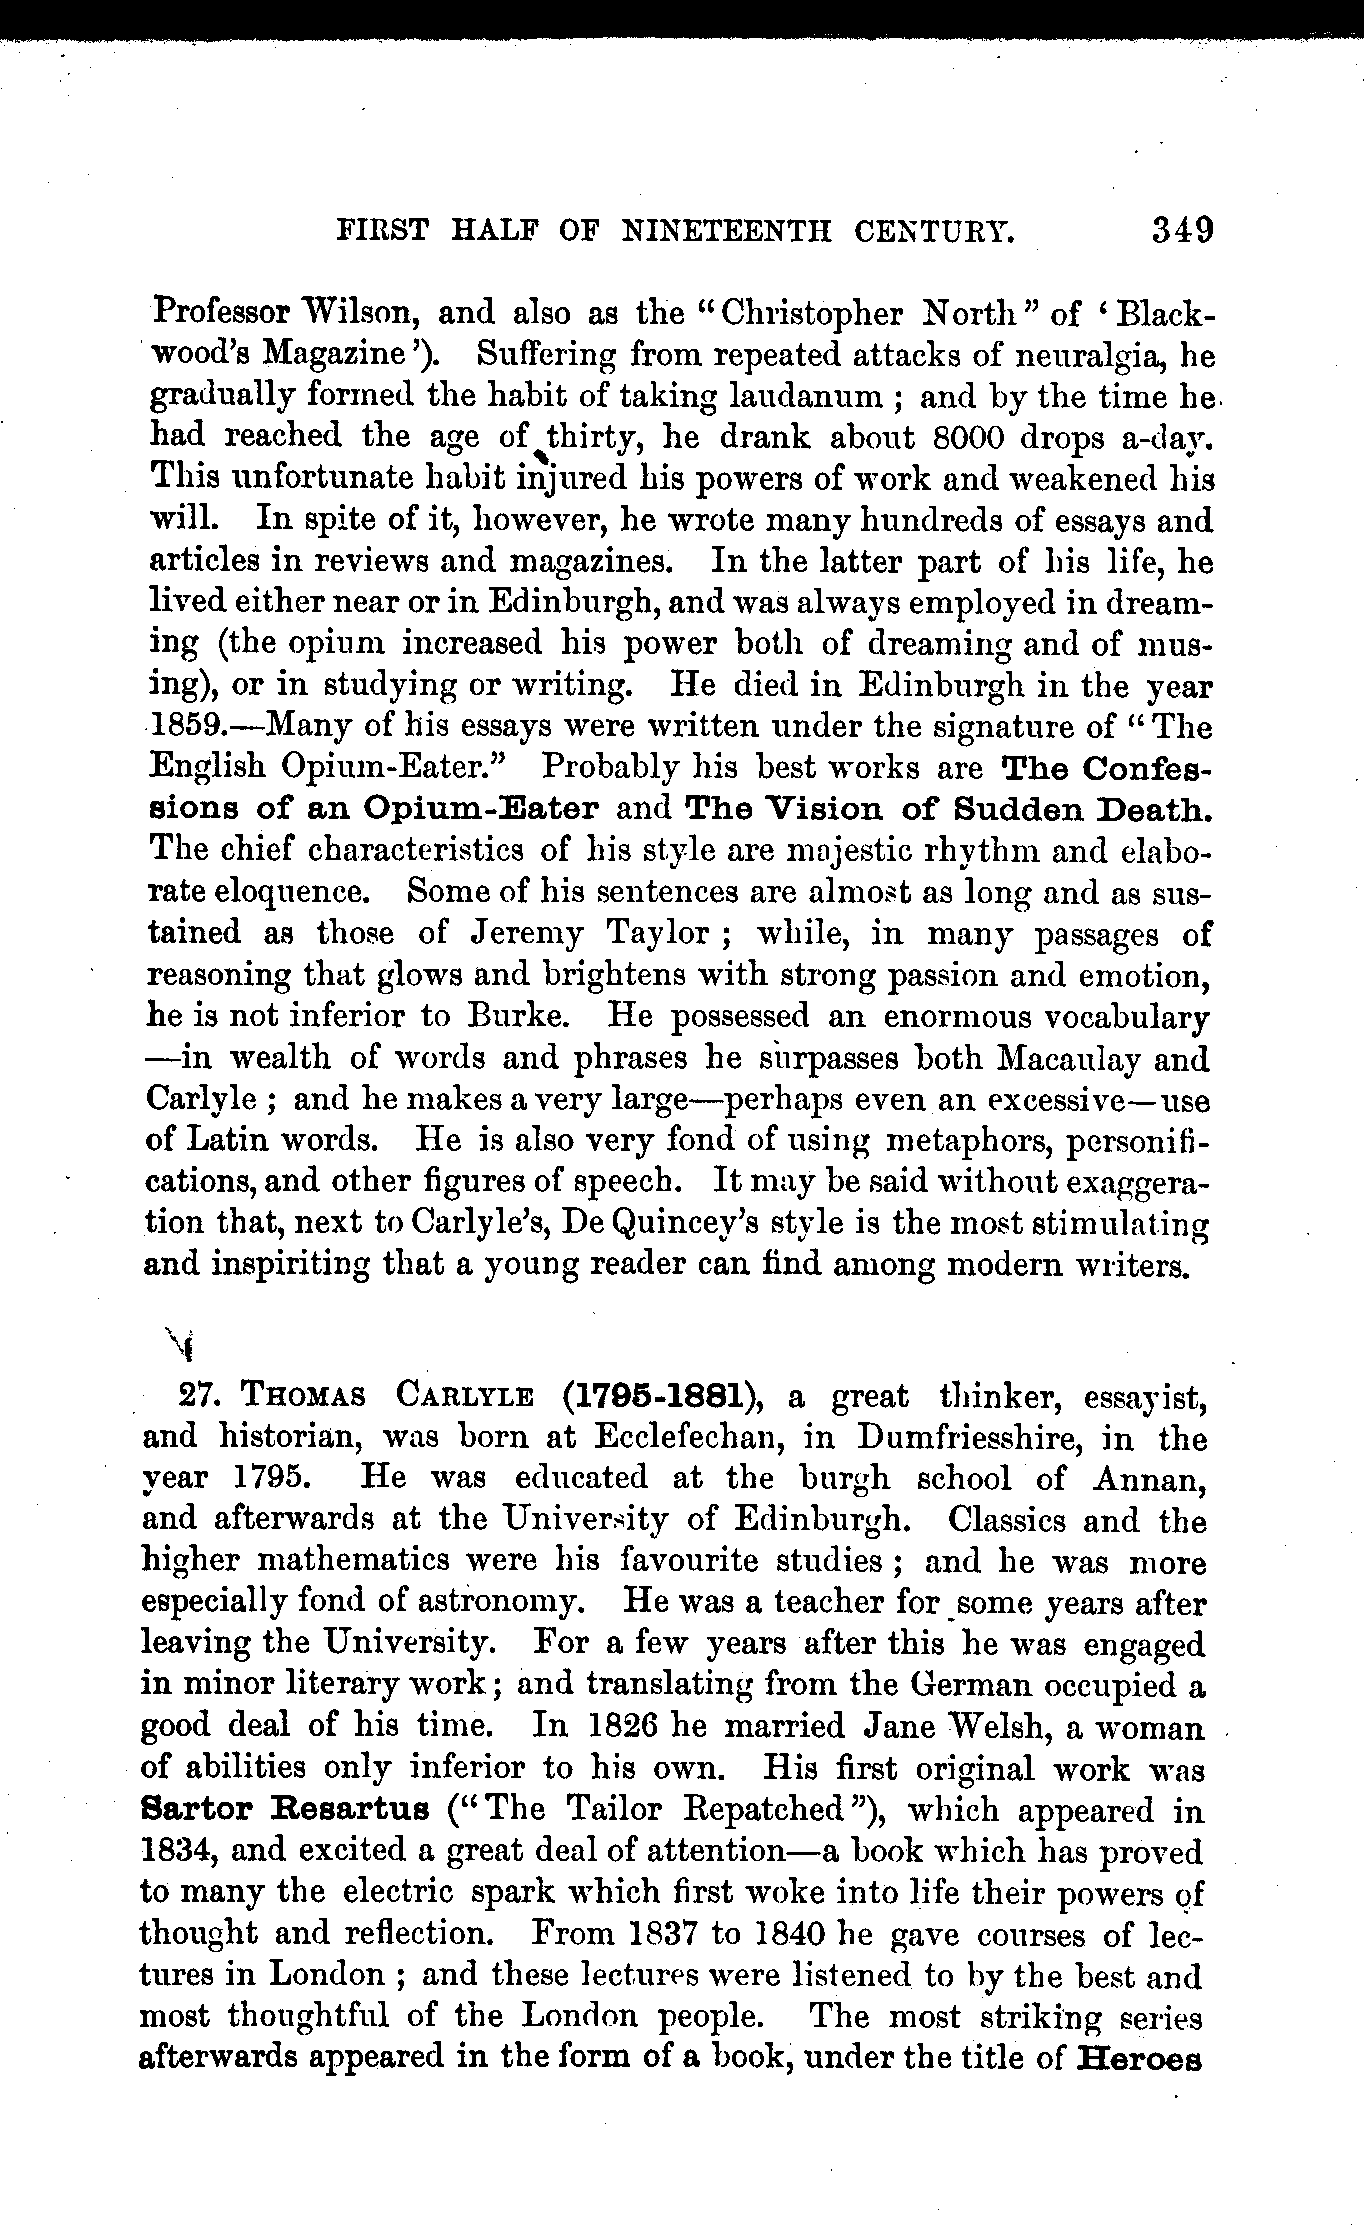 FIRST HALF OF NINETEENTH CENTURY. 349
Professor Wilson, and also as the “Christopher North” of ‘Black-
wood's Magazine’). Suffering from repeated attacks of neuralgia, he
gradually formed the habit of taking laudanum ; and by the time he
had reached the age of thirty, he drank about 8000 drops a-day.
This unfortunate habit injured his powers of work and weakened his
will. In spite of it, however, he wrote many hundreds of essays and
articles in reviews and magazines. In the latter part of his life, he
lived either near or in Edinburgh, and was always employed in dream-
ing (the opium increased his power both of dreaming and of mus-
ing), or in studying or writing. He died in Edinburgh in the year
1859.—Many of his essays were written under the signature of “The
English Opium-Eater.” Probably his best works are The Confes-
sions of an Opium-Eater and The Vision of Sudden Death.
The chief characteristics of his style are majestic rhythm and elabo-
rate eloquence. Some of his sentences are almost as long and as sus-
tained as those of Jeremy Taylor ; while, in many passages of
reasoning that glows and brightens with strong passion and emotion,
he is not inferior to Burke. He possessed an enormous vocabulary
—in wealth of words and phrases he surpasses both Macaulay and
Carlyle ; and he makes a very large—perhaps even an excessive—use
of Latin words. He is also very fond of using metaphors, personifi-
cations, and other figures of speech. It may be said without exaggera-
tion that, next to Carlyle's, De Quincey's style is the most stimulating
and inspiriting that a young reader can find among modern writers.
27. THOMAS CARLYLE (1795-1881), a great thinker, essayist,
and historian, was born at Ecclefechan, in Dumfriesshire, in the
year 1795. He was educated at the burgh school of Annan,
and afterwards at the University of Edinburgh. Classics and the
higher mathematics were his favourite studies ; and he was more
especially fond of astronomy. He was a teacher for some years after
leaving the University. For a few years after this he was engaged
in minor literary work ; and translating from the German occupied a
good deal of his time. In 1826 he married Jane Welsh, a woman
of abilities only inferior to his own. His first original work was
Sartor Resartus (“The Tailor Repatched”), which appeared in
1834, and excited a great deal of attention—a book which has proved
to many the electric spark which first woke into life their powers of
thought and reflection. From 1837 to 1840 he gave courses of lec-
tures in London ; and these lectures were listened to by the best and
most thoughtful of the London people. The most striking series
afterwards appeared in the form of a book, under the title of Heroes